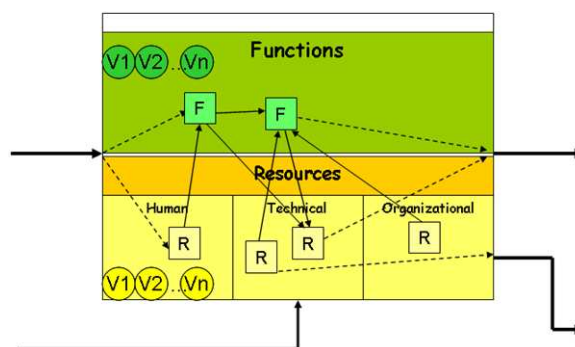 Functions
V1 V2 ...Vn
F F
Resources
Human Technical Organizational
R R R R
V1 V2 ...Vn